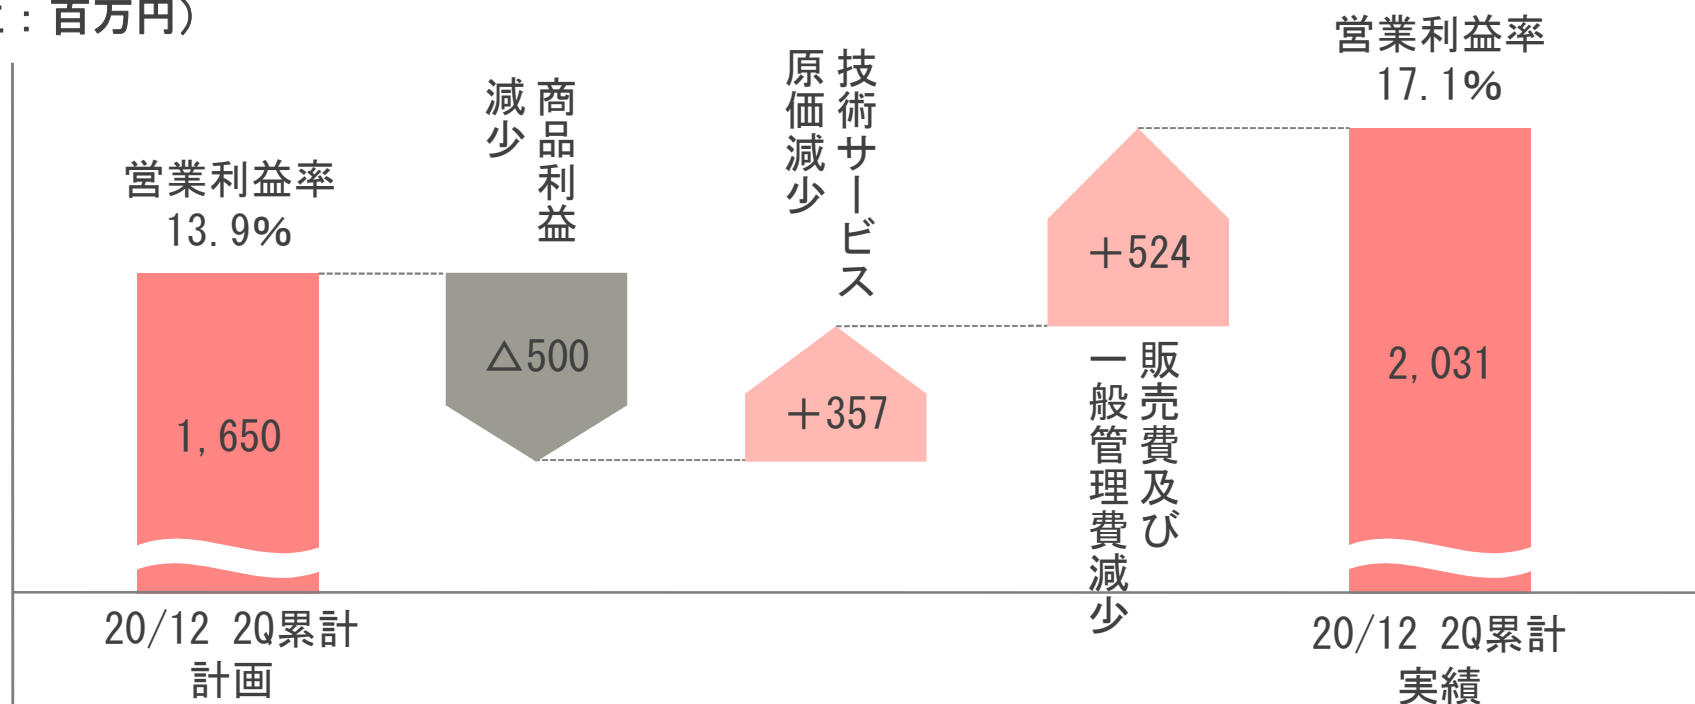 ：百万円）
営業利益率
13.9%
1,650
20/12 2Q累計
計画
商品利益
減少
△500
技術サービス
原価減少
＋357
＋524
販売費及び
一般管理費減少
営業利益率
17.1%
2,031
20/12 2Q累計
実績